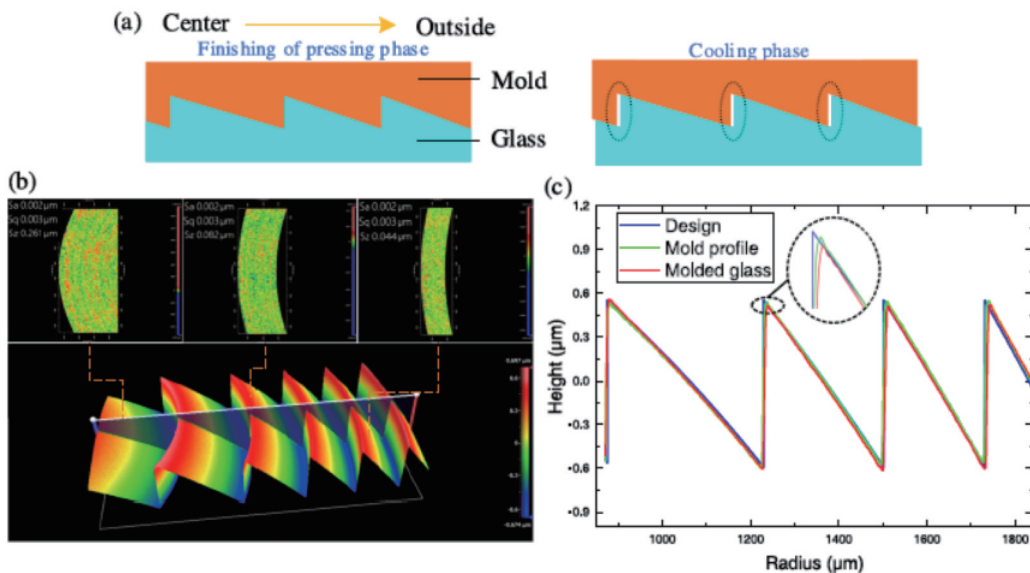 (a) Center Outside
Finishing of pressing phase
Cooling phase
Mold
Glass
(b)
Sa 0.002 µm
Sq 0.003 µm
Sz 0.261 µm
Sa 0.002 µm
Sq 0.003 µm
Sz 0.082 µm
Sa 0.002 µm
Sq 0.003 µm
Sz 0.044 µm
(c)
Design
Mold profile
Molded glass
Height (µm)
1.2
0.9
0.6
0.3
0.0
-0.3
-0.6
-0.9
1000 1200 1400 1600 1800
Radius (µm)